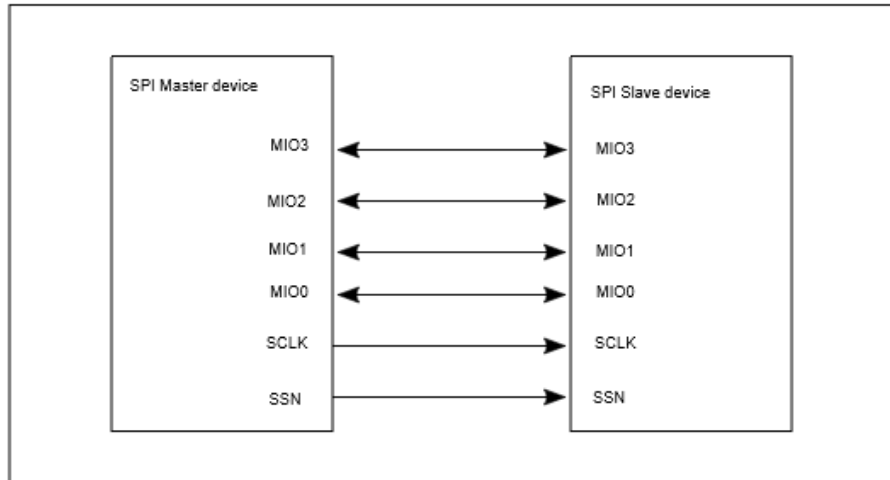 SPI Master device
MIO3
MIO2
MIO1
MIO0
SCLK
SSN
SPI Slave device
MIO3
MIO2
MIO1
MIO0
SCLK
SSN